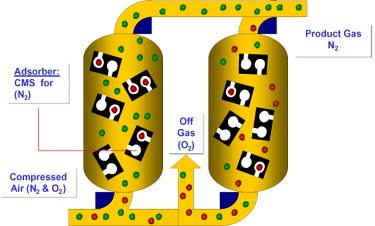 Product Gas
N2
Adsorber:
CMS for
(N2)
Off
Gas
(O2)
Compressed
Air (N2 & O2)